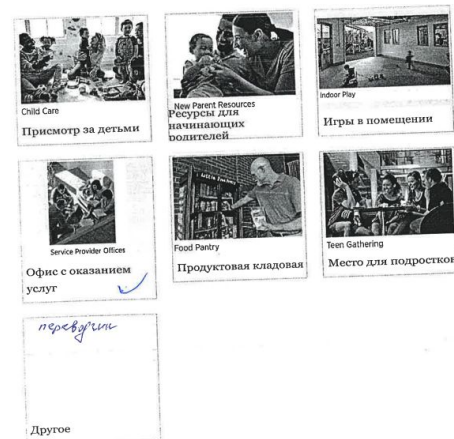 Child Care
Присмотр за детьми
New Parent Resources
Ресурсы для
начинающих
родителей
Indoor Play
Игры в помещении
Service Provider Offices
Офис с оказанием
услуг
Food Pantry
Продуктовая кладовая
Teen Gathering
Место для подростков
Другое